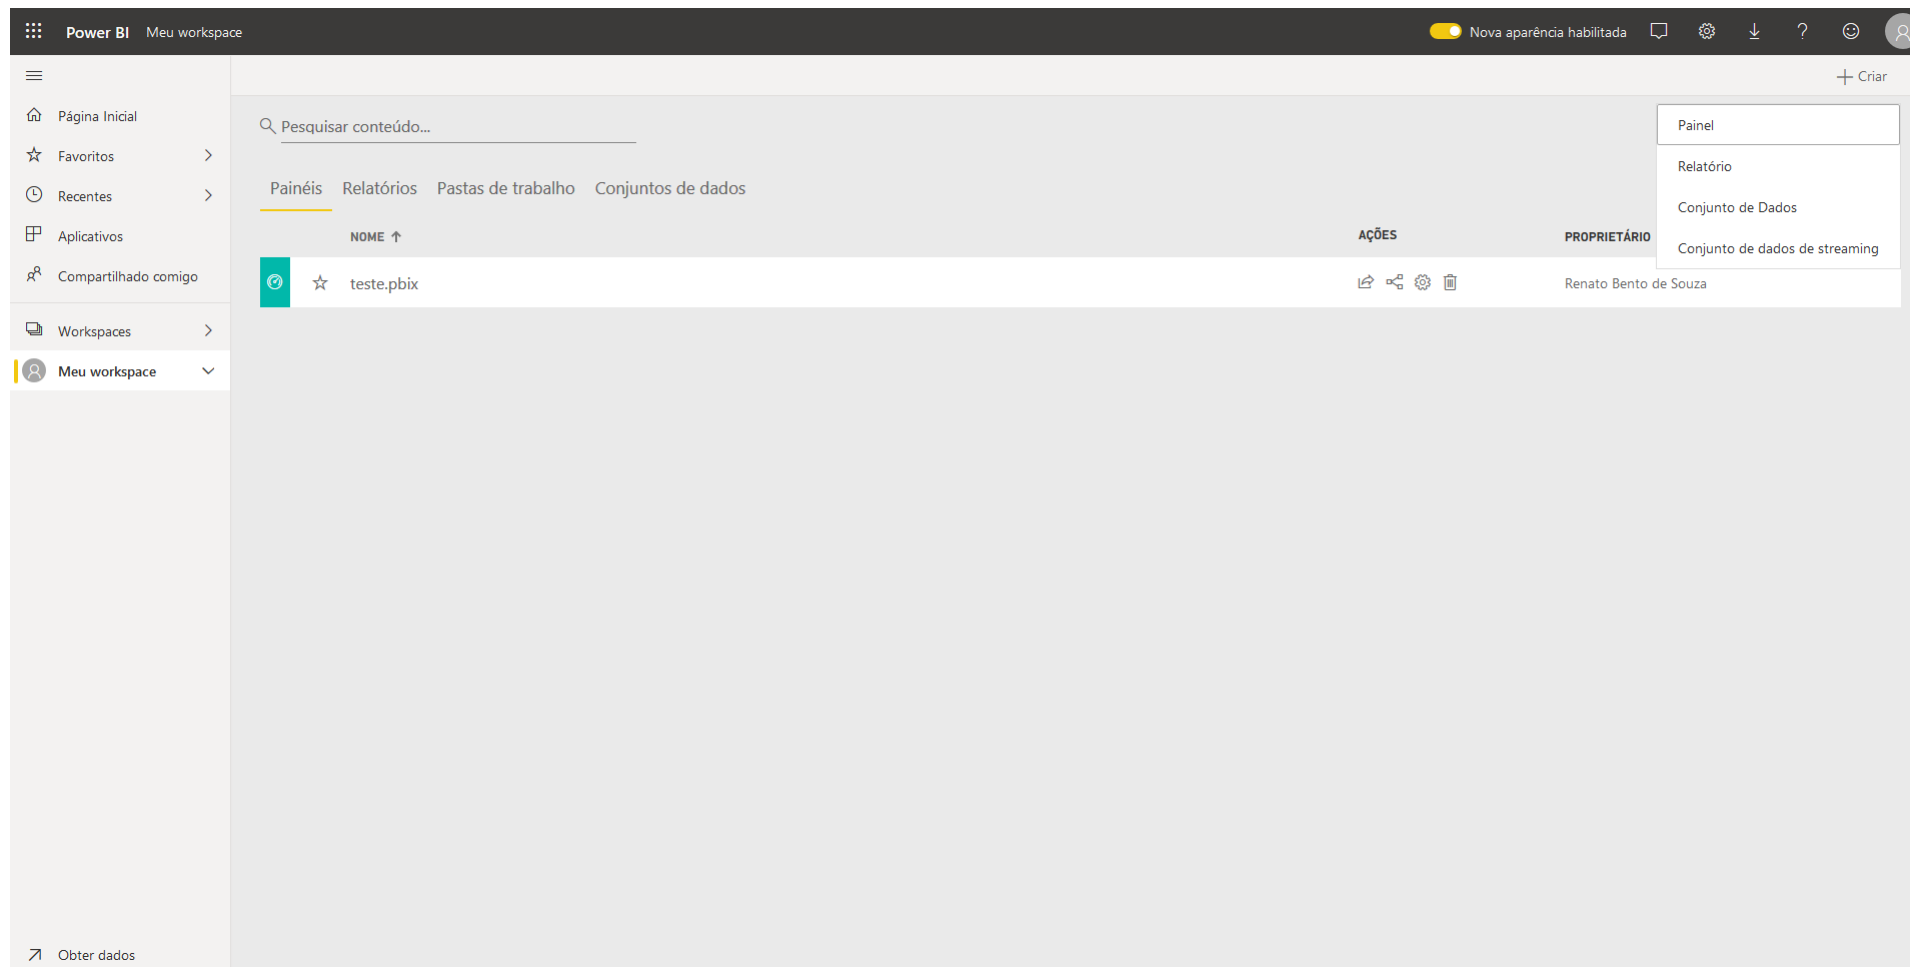 Power BI Meu workspace Nova aparência habilitada
Criar
Página Inicial
Favoritos
Recentes
Aplicativos
Compartilhado comigo
Workspaces
Meu workspace
Obter dados
Pesquisar conteúdo...
Painéis Relatórios Pastas de trabalho Conjuntos de dados
NOME AÇÕES PROPRIETÁRIO
teste.pbix Renato Bento de Souza
Painel
Relatório
Conjunto de Dados
Conjunto de dados de streaming